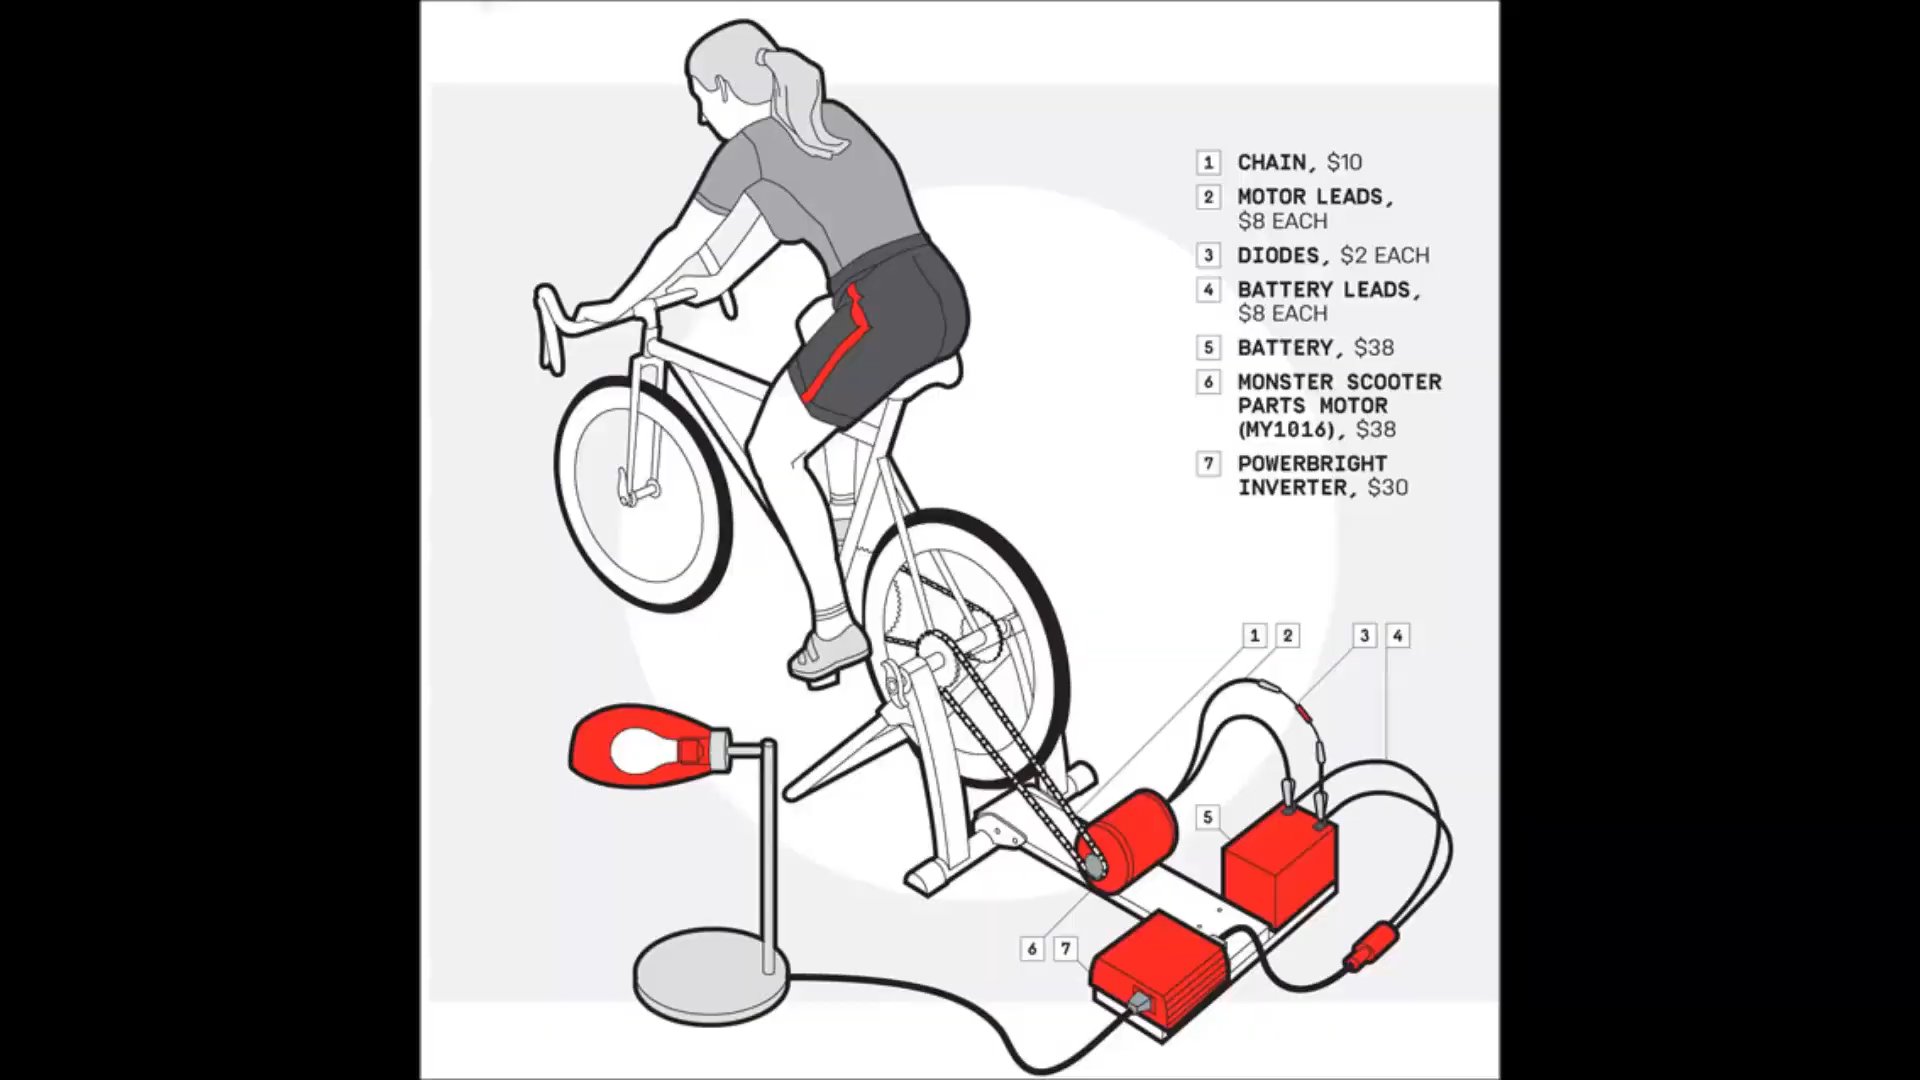 1 CHAIN, $10
2 MOTOR LEADS,
$8 EACH
3 DIODES, $2 EACH
4 BATTERY LEADS,
$8 EACH
5 BATTERY, $38
6 MONSTER SCOOTER
PARTS MOTOR
(MY1016), $38
7 POWERBRIGHT
INVERTER, $30
1 2 3 4
5
6 7